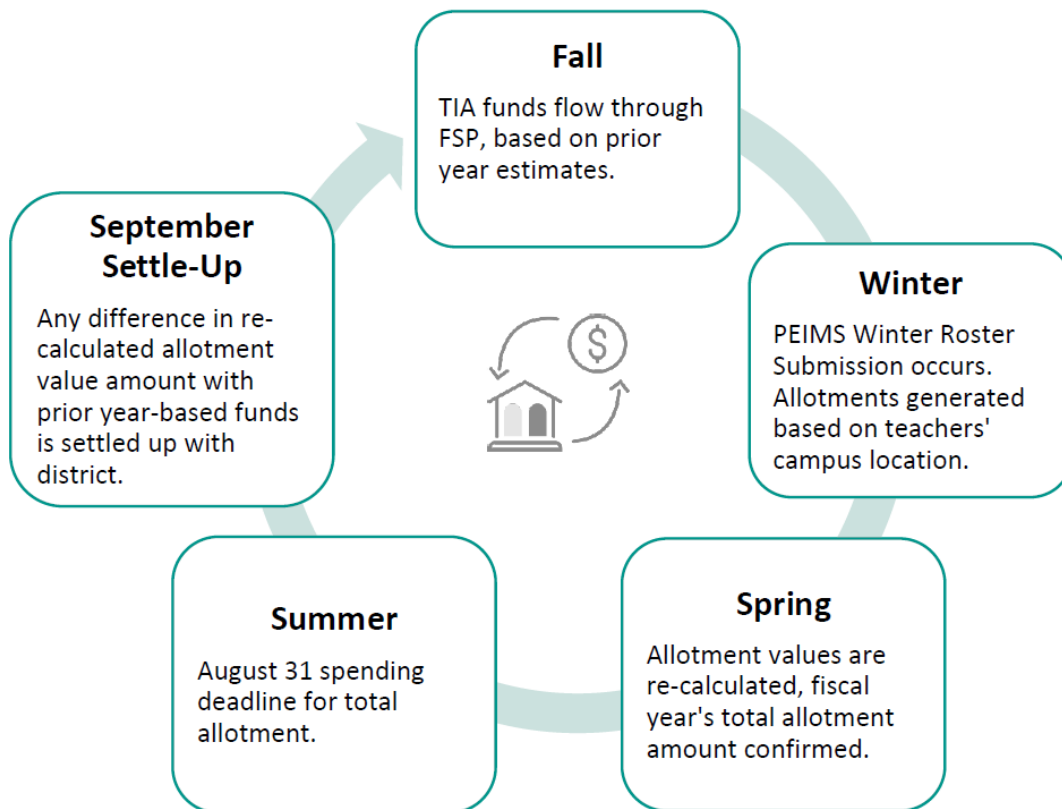 Fall
TIA funds flow through
FSP, based on prior
year estimates.
Winter
PEIMS Winter Roster
Submission occurs.
Allotments generated
based on teachers'
campus location.
Spring
Allotment values are
re-calculated, fiscal
year's total allotment
amount confirmed.
Summer
August 31 spending
deadline for total
allotment.
September
Settle-Up
Any difference in re-
calculated allotment
value amount with
prior year-based funds
is settled up with
district.
$